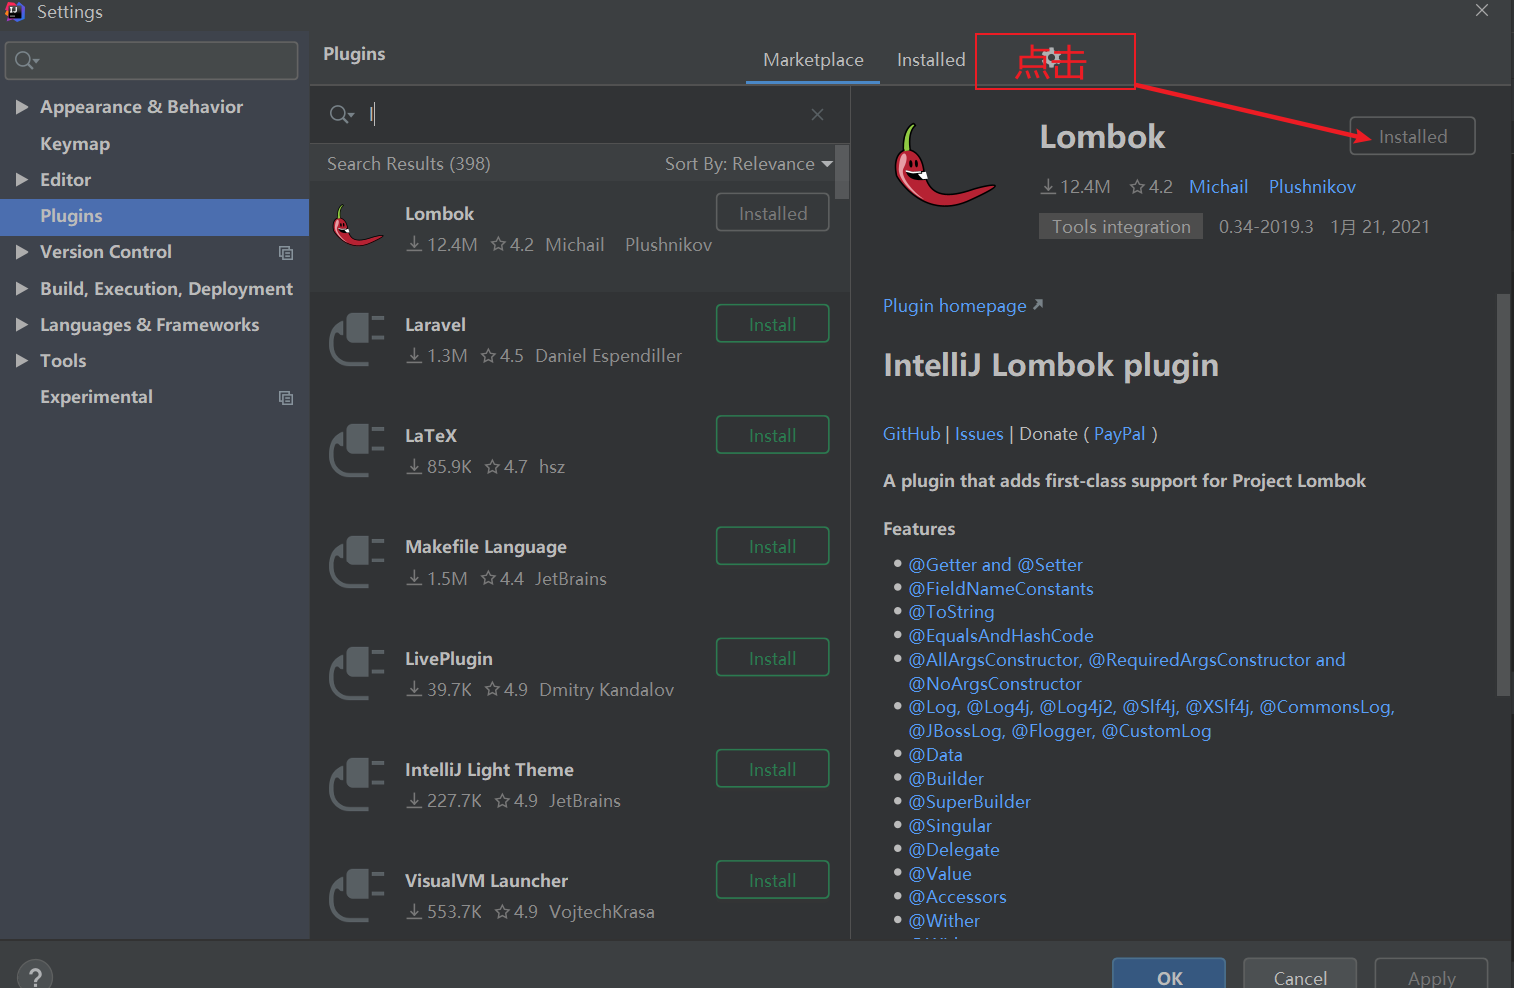 Settings
Appearance & Behavior
Keymap
Editor
Plugins
Version Control
Build, Execution, Deployment
Languages & Frameworks
Tools
Experimental
Plugins
Marketplace
Installed
点击
l
Search Results (398)
Sort By: Relevance
Lombok
Installed
12.4M 4.2 Michail Plushnikov
Laravel
Install
1.3M 4.5 Daniel Espendiller
LaTeX
Install
85.9K 4.7 hsz
Makefile Language
Install
1.5M 4.4 JetBrains
LivePlugin
Install
39.7K 4.9 Dmitry Kandalov
IntelliJ Light Theme
Install
227.7K 4.9 JetBrains
VisualVM Launcher
Install
553.7K 4.9 VojtechKrasa
Lombok
Installed
12.4M 4.2 Michail Plushnikov
Tools integration 0.34-2019.3 1月 21, 2021
Plugin homepage
IntelliJ Lombok plugin
GitHub | Issues | Donate ( PayPal )
A plugin that adds first-class support for Project Lombok
Features
@Getter and @Setter
@FieldNameConstants
@ToString
@EqualsAndHashCode
@AllArgsConstructor, @RequiredArgsConstructor and
@NoArgsConstructor
@Log, @Log4j, @Log4j2, @Slf4j, @XSlf4j, @CommonsLog,
@JBossLog, @Flogger, @CustomLog
@Data
@Builder
@SuperBuilder
@Singular
@Delegate
@Value
@Accessors
@Wither
?
OK
Cancel
Apply